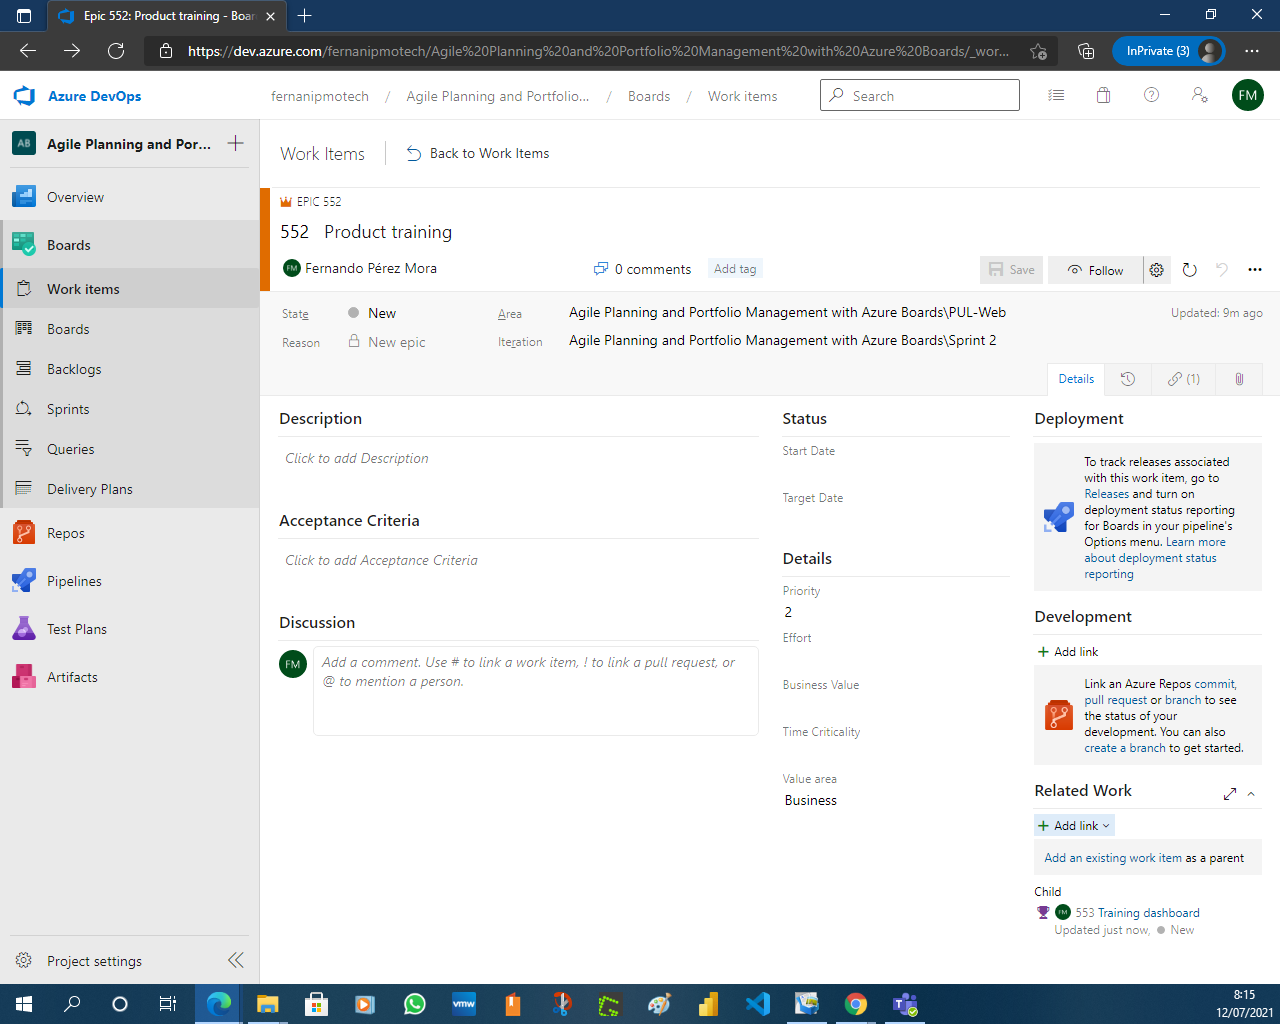 Epic 552: Product training - Boar
https://dev.azure.com/fernanipmotech/Agile%20Planning%20and%20Portfolio%20Management%20with%20Azure%20Boards/_wor...
InPrivate (3)
Azure DevOps
fernanipmotech / Agile Planning and Portfolio... / Boards / Work items
Search
FM
AB
Agile Planning and Por...
Overview
Boards
Work items
Boards
Backlogs
Sprints
Queries
Delivery Plans
Repos
Pipelines
Test Plans
Artifacts
Project settings
Work Items
Back to Work Items
EPIC 552
552 Product training
FM Fernando Pérez Mora
0 comments
Add tag
Save
Follow
State
New
Area
Agile Planning and Portfolio Management with Azure Boards\PUL-Web
Updated: 9m ago
Reason
New epic
Iteration
Agile Planning and Portfolio Management with Azure Boards\Sprint 2
Details
(1)
Description
Click to add Description
Acceptance Criteria
Click to add Acceptance Criteria
Discussion
FM
Add a comment. Use # to link a work item, ! to link a pull request, or
@ to mention a person.
Status
Start Date
Target Date
Details
Priority
2
Effort
Business Value
Time Criticality
Value area
Business
Deployment
To track releases associated
with this work item, go to
Releases and turn on
deployment status reporting
for Boards in your pipeline's
Options menu. Learn more
about deployment status
reporting
Development
Add link
Link an Azure Repos commit,
pull request or branch to see
the status of your
development. You can also
create a branch to get started.
Related Work
Add link
Add an existing work item as a parent
Child
FM 553 Training dashboard
Updated just now, New
vmw
8:15
12/07/2021